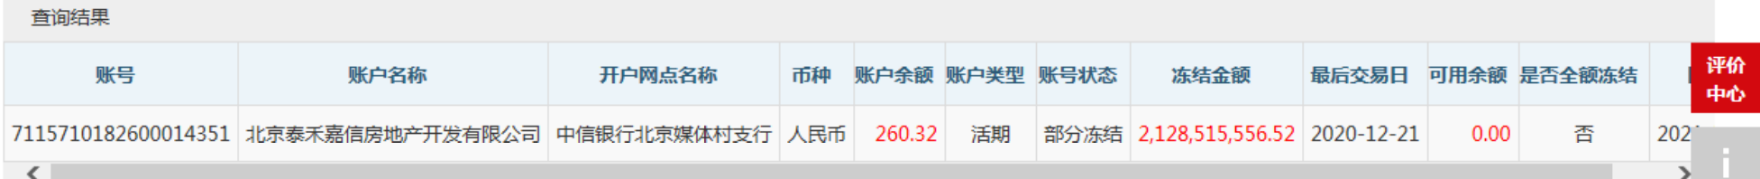 查询结果
账号 账户名称 开户网点名称 币种 账户余额 账户类型 账号状态 冻结金额 最后交易日 可用余额 是否全额冻结
7115710182600014351 北京泰禾嘉信房地产开发有限公司 中信银行北京媒体村支行 人民币 260.32 活期 部分冻结 2,128,515,556.52 2020-12-21 0.00 否 202
评价
中心